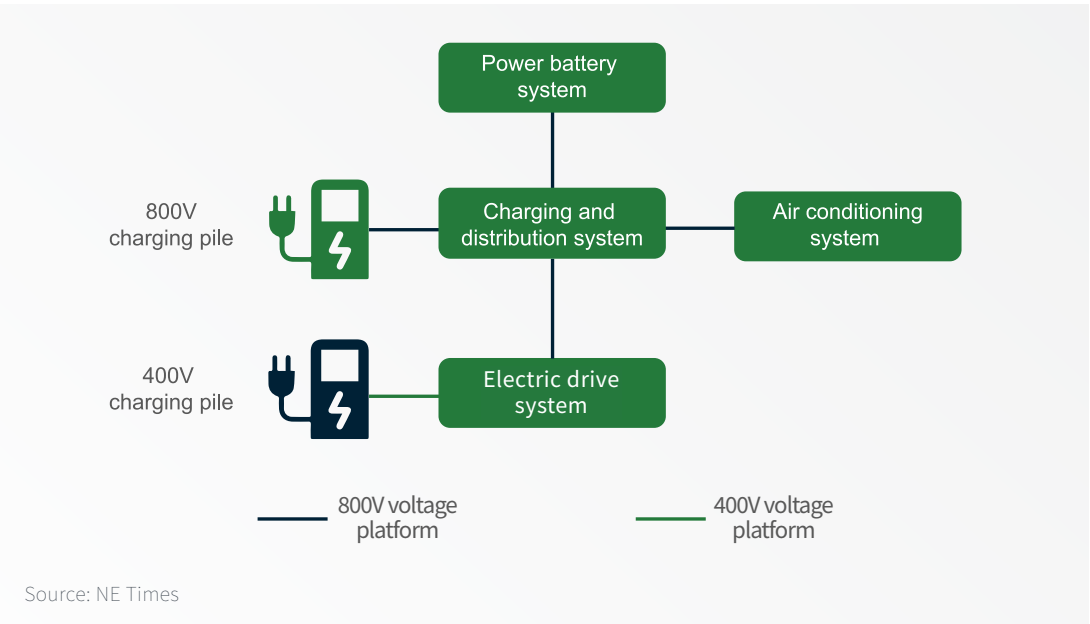 Power battery
system
800V
charging pile
Charging and
distribution system
Air conditioning
system
400V
charging pile
Electric drive
system
800V voltage
platform
400V voltage
platform
Source: NE Times